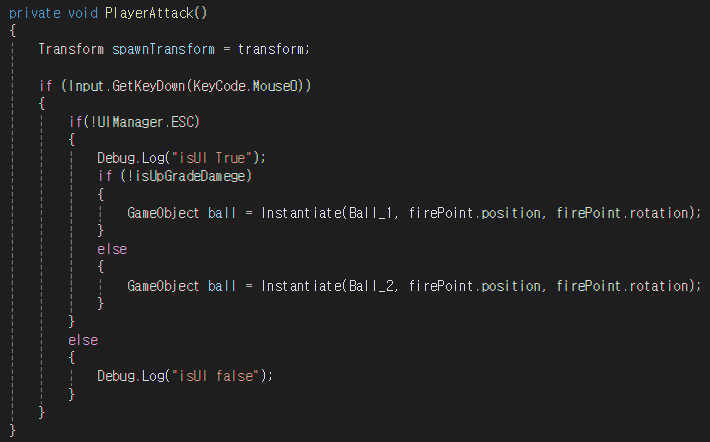 private void PlayerAttack()
{
Transform spawnTransform = transform;
if (Input.GetKeyDown(KeyCode.Mouse0))
{
if(!UIManager.ESC)
{
Debug.Log("isUI True");
if (!isUpGradeDamege)
{
GameObject ball = Instantiate(Ball_1, firePoint.position, firePoint.rotation);
}
else
{
GameObject ball = Instantiate(Ball_2, firePoint.position, firePoint.rotation);
}
}
else
{
Debug.Log("isUI false");
}
}
}